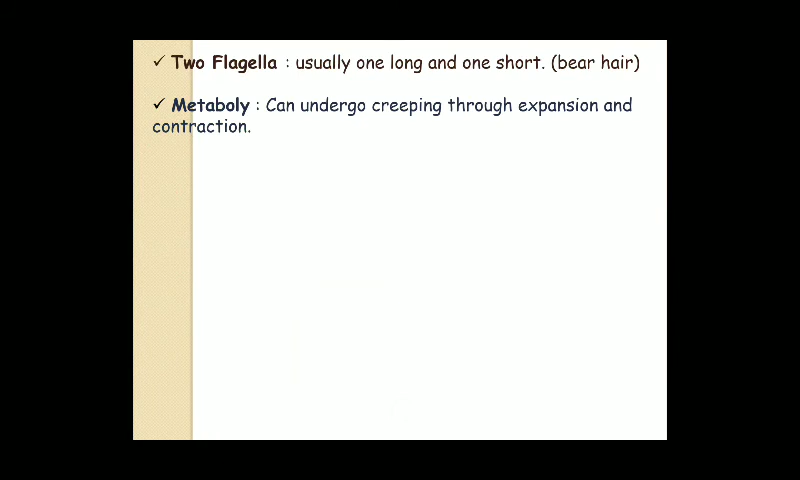 ✓ Two Flagella : usually one long and one short. (bear hair)
✓ Metaboly : Can undergo creeping through expansion and
contraction.